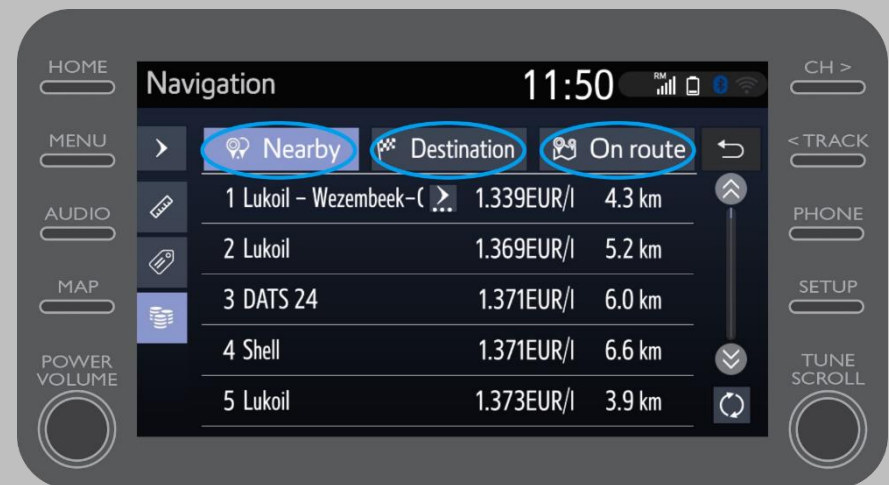 HOME
CH >
Navigation 11:50 RM
MENU
Nearby Destination On route
< TRACK
1 Lukoil – Wezembeek-( 1.339EUR/l 4.3 km
AUDIO
PHONE
2 Lukoil 1.369EUR/l 5.2 km
MAP
SETUP
3 DATS 24 1.371EUR/l 6.0 km
4 Shell 1.371EUR/l 6.6 km
POWER
VOLUME
TUNE
SCROLL
5 Lukoil 1.373EUR/l 3.9 km